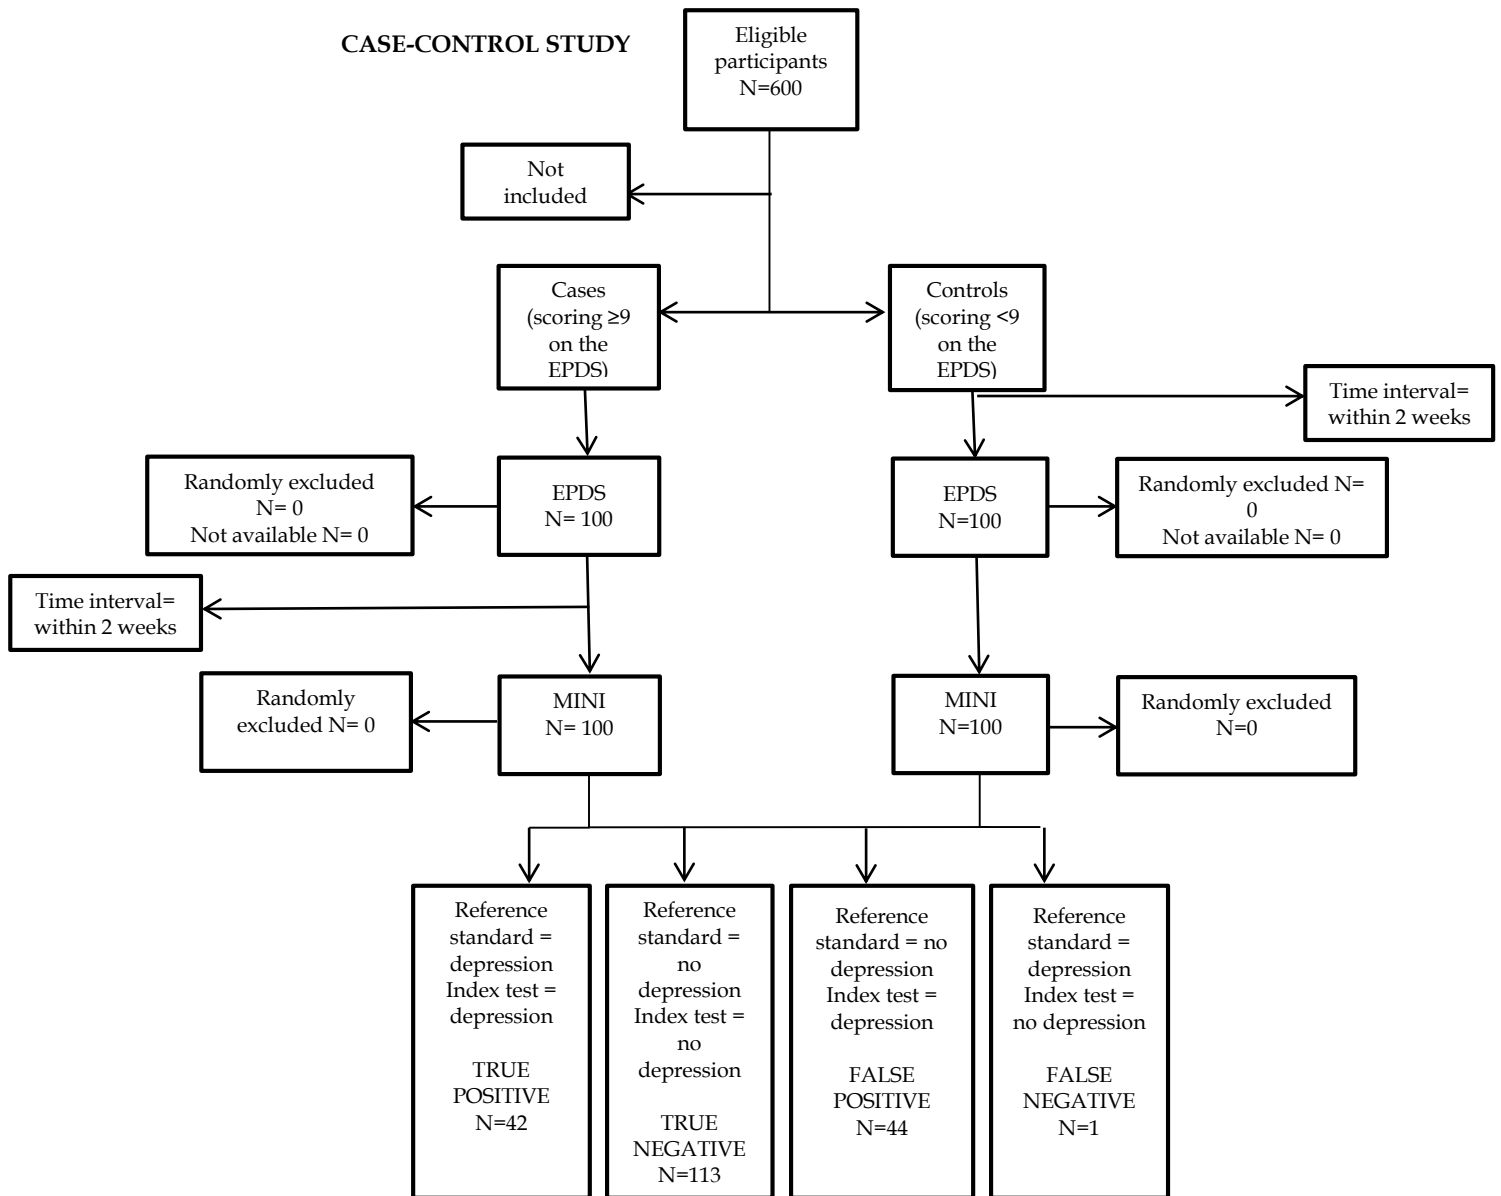 CASE-CONTROL STUDY
Eligible
participants
N=600
Not
included
Cases
(scoring ≥9
on the
EPDS)
Controls
(scoring <9
on the
EPDS)
Time interval=
within 2 weeks
Randomly excluded
N= 0
Not available N= 0
EPDS
N= 100
EPDS
N=100
Randomly excluded N=
0
Not available N= 0
Time interval=
within 2 weeks
Randomly
excluded N= 0
MINI
N= 100
MINI
N=100
Randomly excluded
N=0
Reference
standard =
depression
Index test =
depression
TRUE
POSITIVE
N=42
Reference
standard =
no
depression
Index test =
no
depression
TRUE
NEGATIVE
N=113
Reference
standard = no
depression
Index test =
depression
FALSE
POSITIVE
N=44
Reference
standard =
depression
Index test =
no depression
FALSE
NEGATIVE
N=1